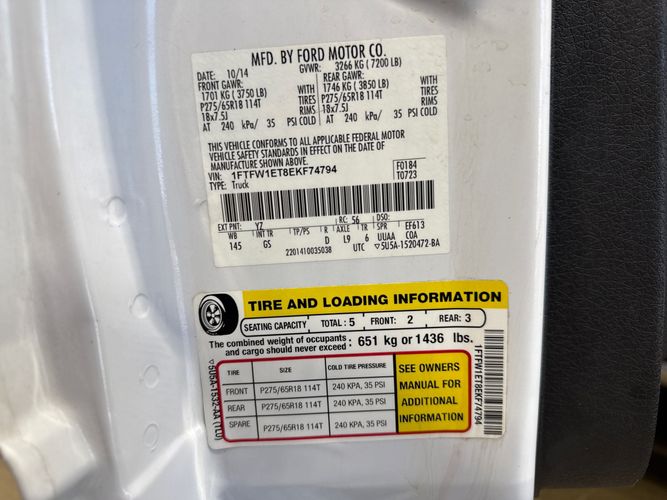 MFD. BY FORD MOTOR CO.
DATE: 10/14 GVWR: 3266 KG ( 7200 LB)
FRONT GAWR: REAR GAWR:
1701 KG ( 3750 LB) WITH 1746 KG ( 3850 LB) WITH
P275/65R18 114T TIRES P275/65R18 114T TIRES
18x7.5J RIMS 18x7.5J RIMS
AT 240 kPa/ 35 PSI COLD AT 240 kPa/ 35 PSI COLD
THIS VEHICLE CONFORMS TO ALL APPLICABLE FEDERAL MOTOR
VEHICLE SAFETY STANDARDS IN EFFECT ON THE DATE OF
MANUFACTURE SHOWN ABOVE.
VIN: 1FTFW1ET8EKF74794 F0184
TYPE: Truck T0723
EXT PNT: YZ RC: 56 DSO:
WB INT TR TP/PS R AXLE TR SPR EF613
145 GS D L9 6 UUAA COA
2201410035038 UTC ▽5U5A-1520472-BA
TIRE AND LOADING INFORMATION
SEATING CAPACITY TOTAL: 5 FRONT: 2 REAR: 3
The combined weight of occupants
and cargo should never exceed : 651 kg or 1436 lbs.
TIRE SIZE COLD TIRE PRESSURE
FRONT P275/65R18 114T 240 KPA, 35 PSI
REAR P275/65R18 114T 240 KPA, 35 PSI
SPARE P275/65R18 114T 240 KPA, 35 PSI
SEE OWNERS
MANUAL FOR
ADDITIONAL
INFORMATION
1FTFW1ET8EKF74794